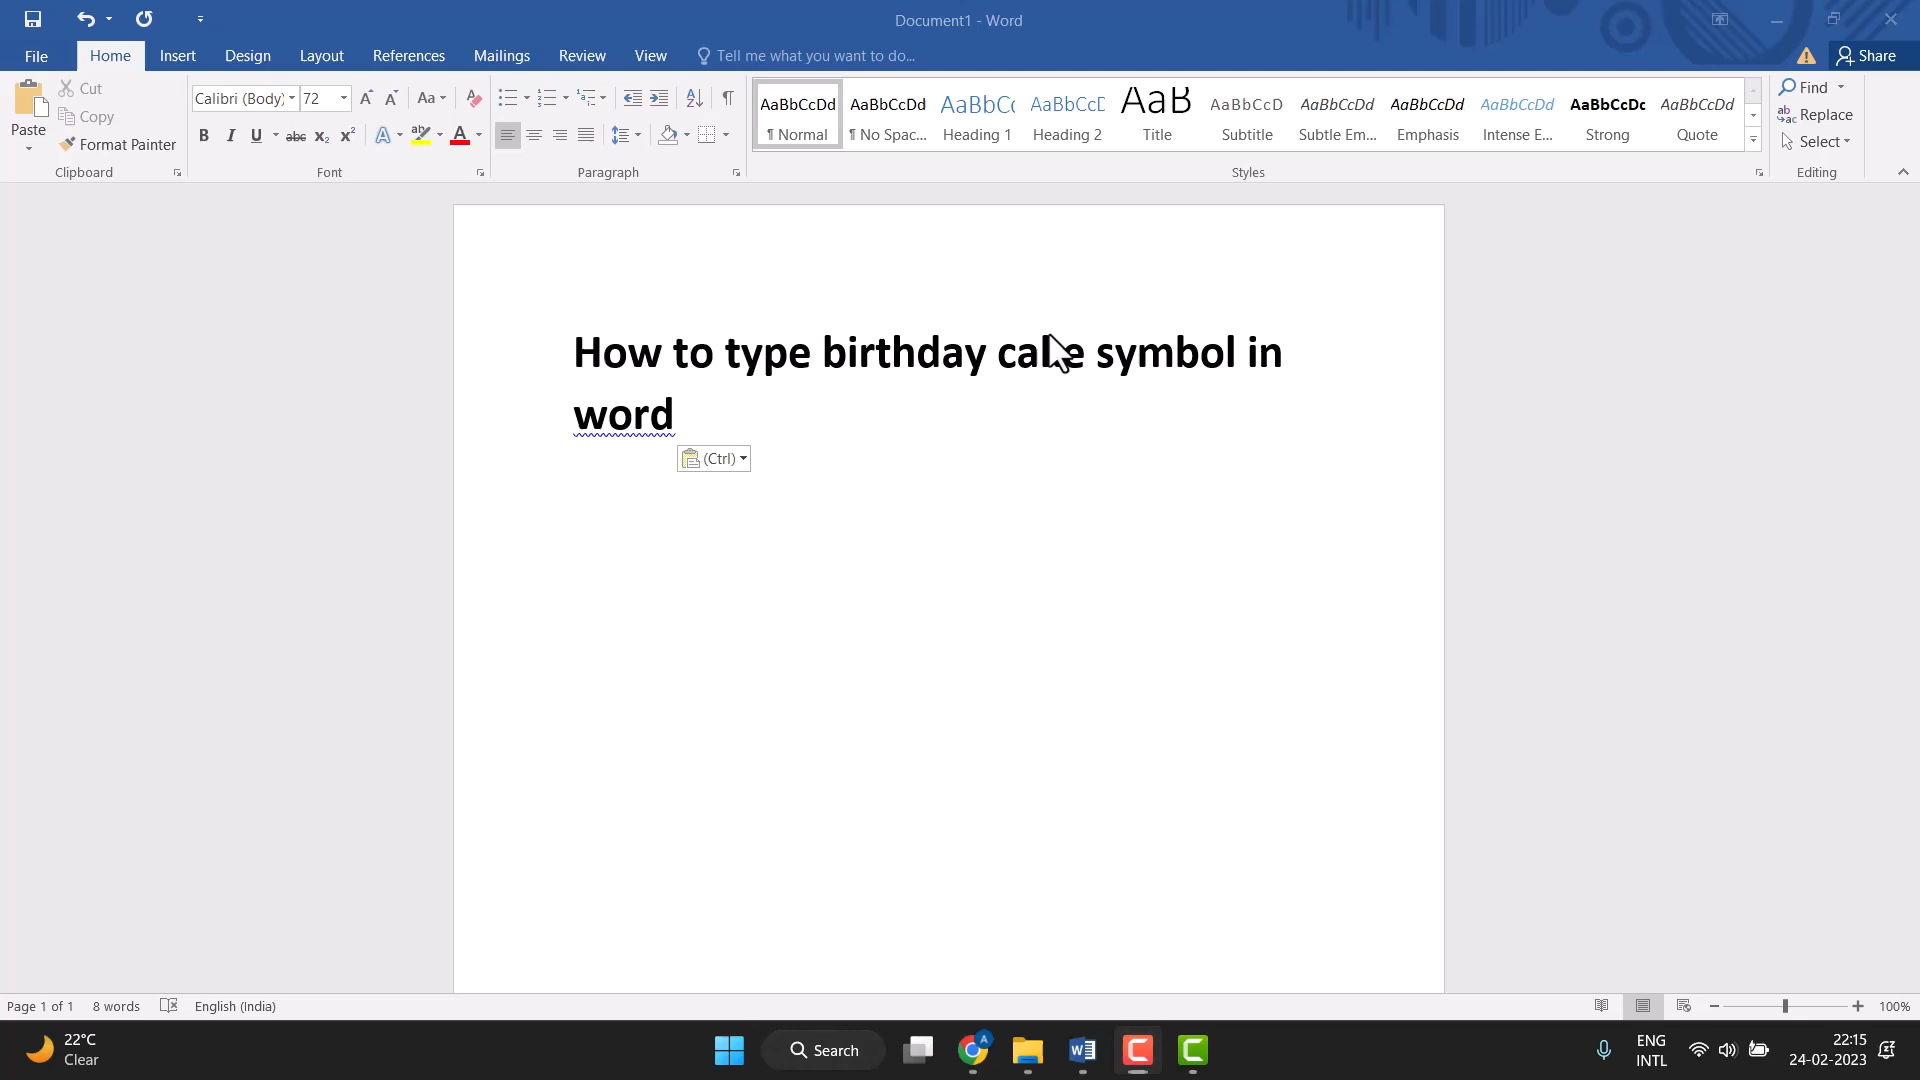 Document1 - Word
File Home Insert Design Layout References Mailings Review View Tell me what you want to do... Share
Paste
Cut
Copy
Format Painter
Clipboard
Calibri (Body) 72
Font
Paragraph
AaBbCcDd AaBbCcDd AaBbCc AaBbCcD AaB AaBbCcD AaBbCcDd AaBbCcDd AaBbCcDd AaBbCcDc AaBbCcDd
¶ Normal ¶ No Spac... Heading 1 Heading 2 Title Subtitle Subtle Em... Emphasis Intense E... Strong Quote
Styles
Find
Replace
Select
Editing
How to type birthday cake symbol in
word
(Ctrl)
Page 1 of 1 8 words English (India) 100%
22°C
Clear
Search
ENG
INTL
22:15
24-02-2023